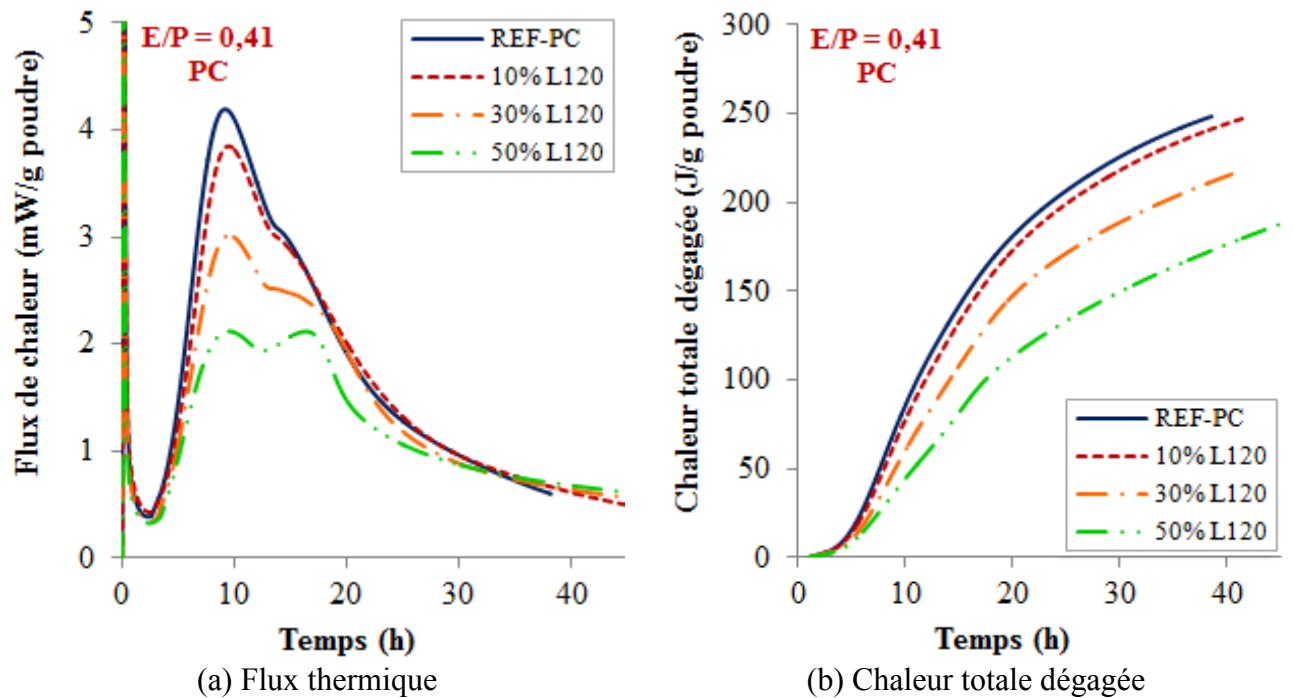 Flux de chaleur (mW/g poudre)
5
4
3
2
1
0
E/P = 0,41
PC
REF-PC
10% L120
30% L120
50% L120
0 10 20 30 40
Temps (h)
(a) Flux thermique
Chaleur totale dégagée (J/g poudre)
300
250
200
150
100
50
0
E/P = 0,41
PC
REF-PC
10% L120
30% L120
50% L120
0 10 20 30 40
Temps (h)
(b) Chaleur totale dégagée